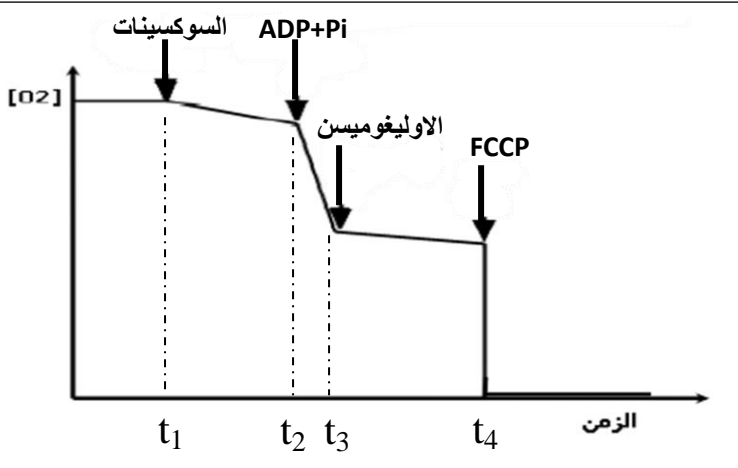 السوكسينات
ADP+Pi
[O2]
الاوليغوميسن
FCCP
t1 t2 t3 t4
الزمن